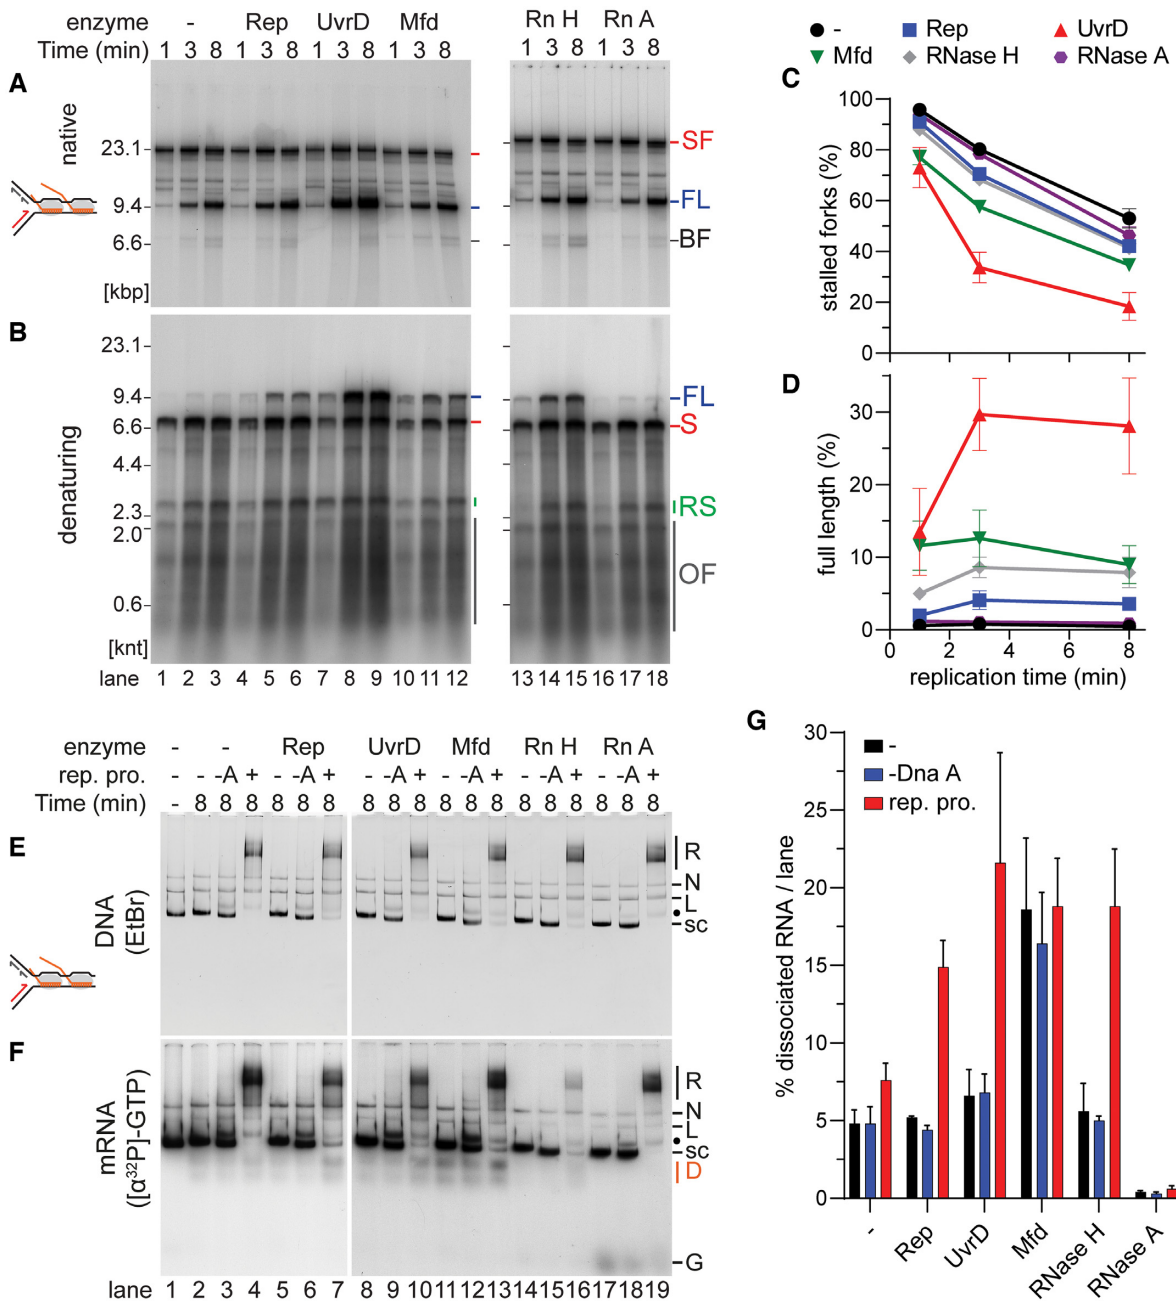 enzyme - Rep UvrD Mfd Rn H Rn A
Time (min) 1 3 8 1 3 8 1 3 8 1 3 8 1 3 8 1 3 8
A
native
23.1
9.4
6.6
[kbp]
SF
FL
BF
B
denaturing
23.1
9.4
6.6
4.4
2.3
2.0
0.6
[knt]
FL
S
RS
OF
lane 1 2 3 4 5 6 7 8 9 10 11 12 13 14 15 16 17 18
- Rep UvrD
Mfd RNase H RNase A
C
stalled forks (%)
100
80
60
40
20
0
D
full length (%)
30
20
10
0
0 2 4 6 8
replication time (min)
enzyme - - Rep UvrD Mfd Rn H Rn A
rep. pro. - - -A + - -A + - -A + - -A + - -A + - -A +
Time (min) - 8 8 8 8 8 8 8 8 8 8 8 8 8 8 8 8 8 8
E
DNA
(EtBr)
R
N
L
sc
F
mRNA
([α³²P]-GTP)
R
N
L
sc
D
G
lane 1 2 3 4 5 6 7 8 9 10 11 12 13 14 15 16 17 18 19
G
-
-Dna A
rep. pro.
% dissociated RNA / lane
30
25
20
15
10
5
0
- Rep UvrD Mfd RNase H RNase A